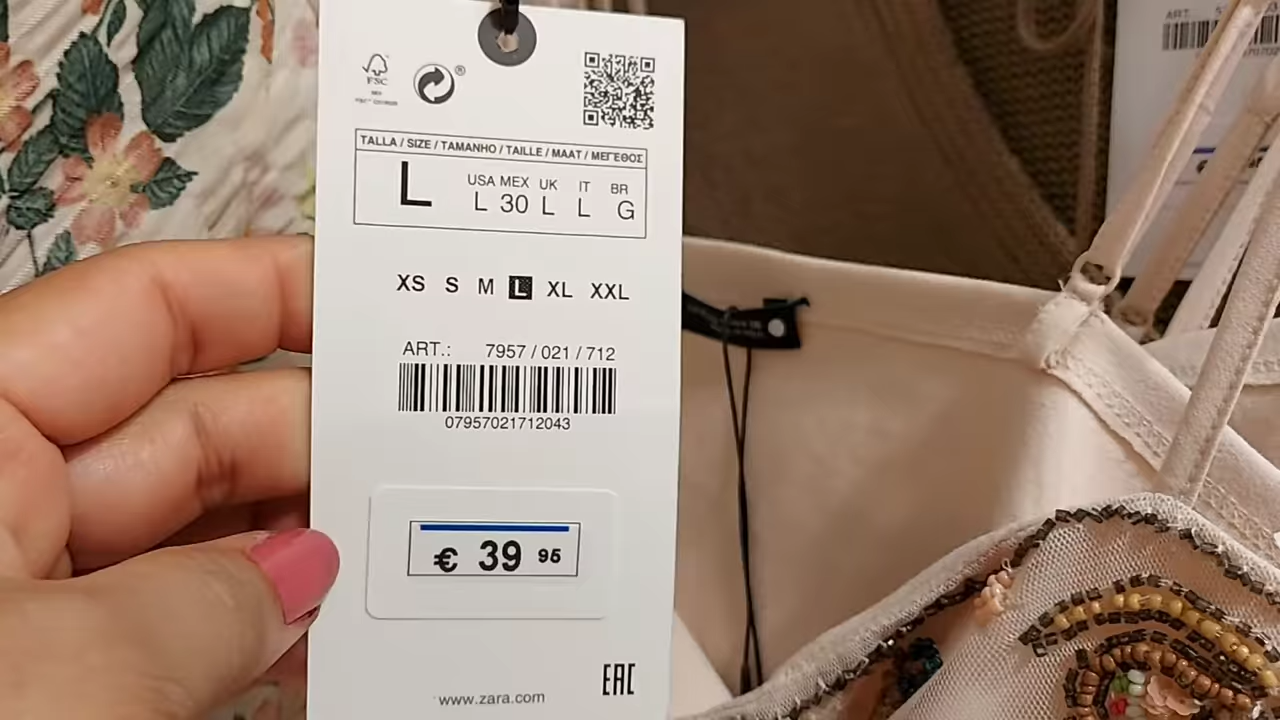 FSC
®
TALLA / SIZE / TAMANHO / TAILLE / MAAT / ΜΕΓΕΘΟΣ
L
USA MEX UK IT BR
L 30 L L G
XS S M L XL XXL
ART.: 7957 / 021 / 712
07957021712043
€ 39 95
EAC
www.zara.com
ART.